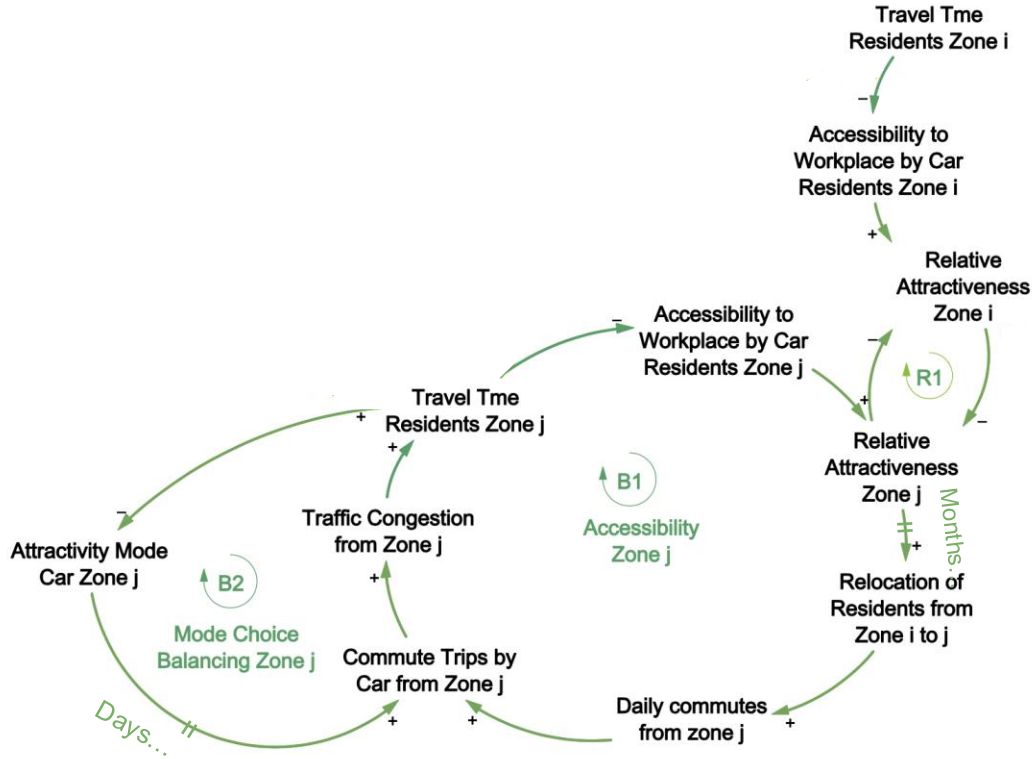 Travel Tme
Residents Zone i
–
Accessibility to
Workplace by Car
Residents Zone i
+
Relative
Attractiveness
Zone i
–
Accessibility to
Workplace by Car
Residents Zone j
–
R1
+
–
Travel Tme
Residents Zone j
+
+
Relative
Attractiveness
Zone j
B1
Accessibility
Zone j
Months...
+
–
Traffic Congestion
from Zone j
Attractivity Mode
Car Zone j
B2
Mode Choice
Balancing Zone j
+
Relocation of
Residents from
Zone i to j
Commute Trips by
Car from Zone j
+
+
Daily commutes
from zone j
+
Days...